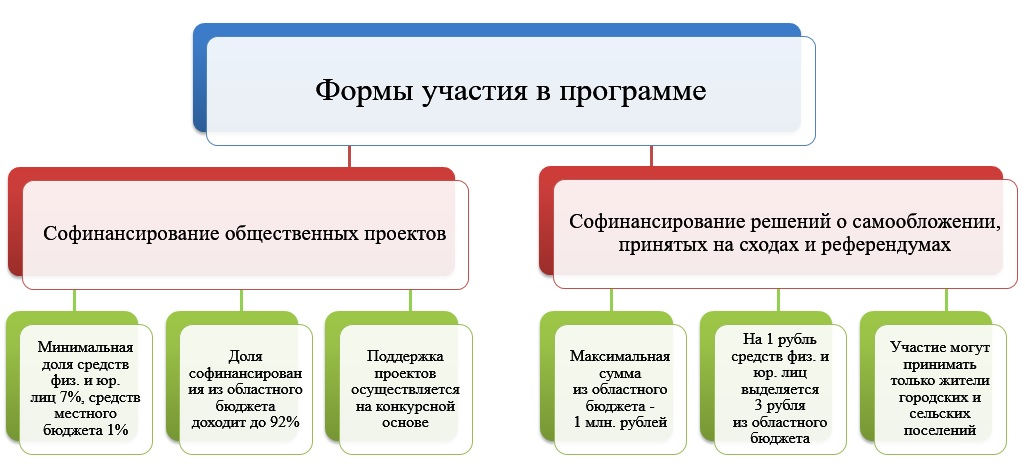 Формы участия в программе
Софинансирование общественных проектов
Софинансирование решений о самообложении,
принятых на сходах и референдумах
Минимальная
доля средств
физ. и юр.
лиц 7%, средств
местного
бюджета 1%
Доля
софинансирован
ия из областного
бюджета
доходит до 92%
Поддержка
проектов
осуществляется
на конкурсной
основе
Максимальная
сумма
из областного
бюджета -
1 млн. рублей
На 1 рубль
средств физ. и
юр. лиц
выделяется
3 рубля
из областного
бюджета
Участие могут
принимать
только жители
городских и
сельских
поселений